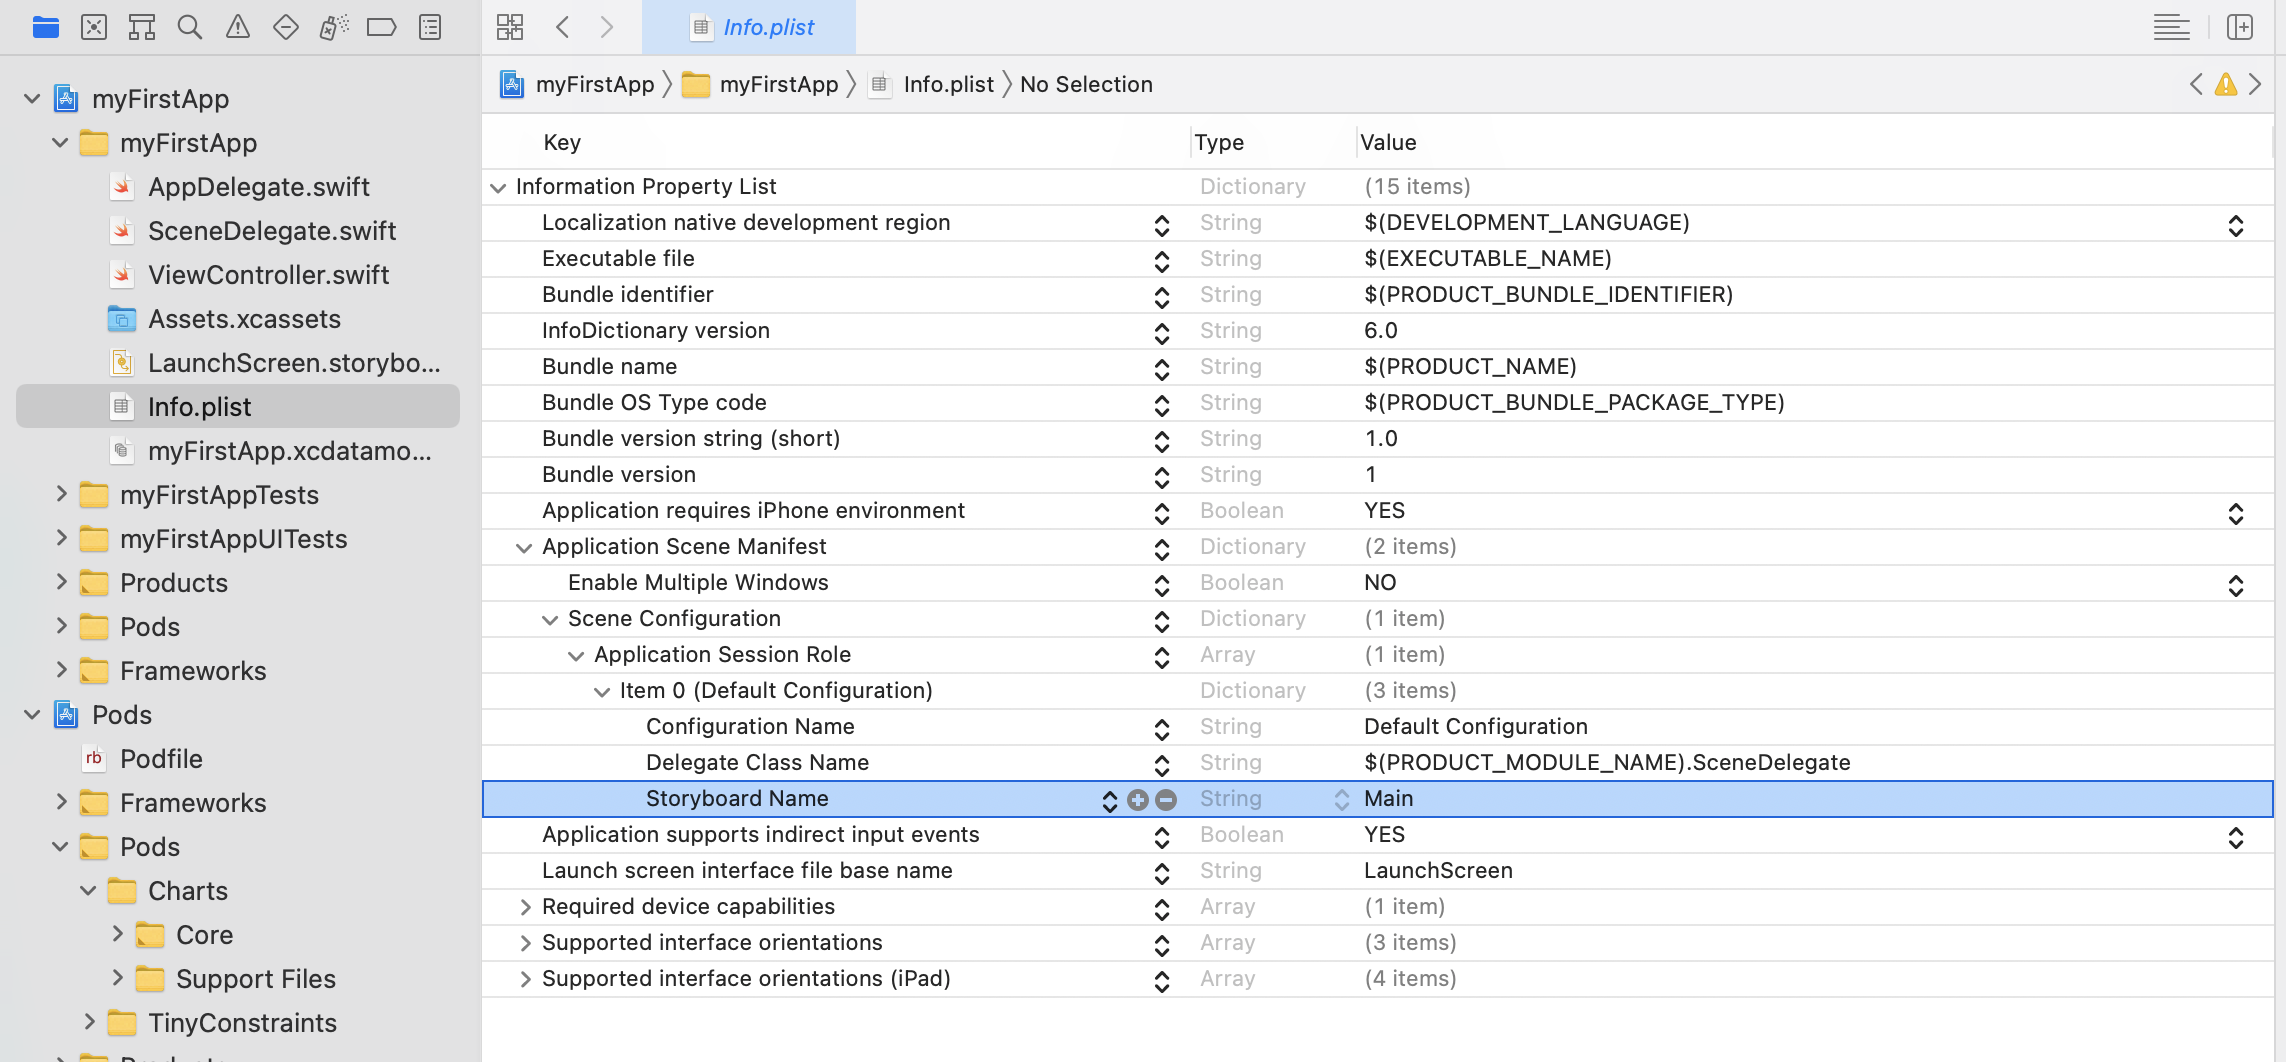 Info.plist
myFirstApp
myFirstApp
Info.plist
No Selection
myFirstApp
myFirstApp
AppDelegate.swift
SceneDelegate.swift
ViewController.swift
Assets.xcassets
LaunchScreen.storybo...
Info.plist
myFirstApp.xcdatamo...
myFirstAppTests
myFirstAppUITests
Products
Pods
Frameworks
Pods
rb Podfile
Frameworks
Pods
Charts
Core
Support Files
TinyConstraints
Key Type Value
Information Property List Dictionary (15 items)
Localization native development region String $(DEVELOPMENT_LANGUAGE)
Executable file String $(EXECUTABLE_NAME)
Bundle identifier String $(PRODUCT_BUNDLE_IDENTIFIER)
InfoDictionary version String 6.0
Bundle name String $(PRODUCT_NAME)
Bundle OS Type code String $(PRODUCT_BUNDLE_PACKAGE_TYPE)
Bundle version string (short) String 1.0
Bundle version String 1
Application requires iPhone environment Boolean YES
Application Scene Manifest Dictionary (2 items)
Enable Multiple Windows Boolean NO
Scene Configuration Dictionary (1 item)
Application Session Role Array (1 item)
Item 0 (Default Configuration) Dictionary (3 items)
Configuration Name String Default Configuration
Delegate Class Name String $(PRODUCT_MODULE_NAME).SceneDelegate
Storyboard Name String Main
Application supports indirect input events Boolean YES
Launch screen interface file base name String LaunchScreen
Required device capabilities Array (1 item)
Supported interface orientations Array (3 items)
Supported interface orientations (iPad) Array (4 items)